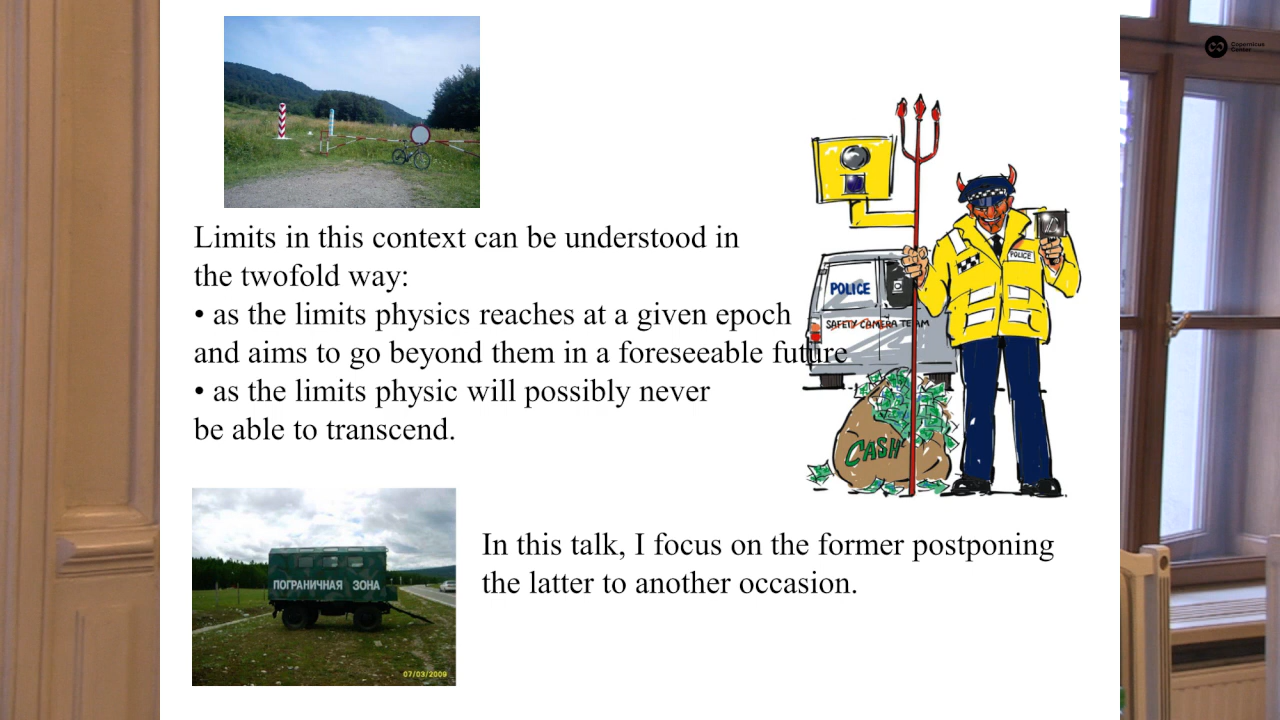 Copernicus
Center
Limits in this context can be understood in
the twofold way:
• as the limits physics reaches at a given epoch
and aims to go beyond them in a foreseeable future
• as the limits physic will possibly never
be able to transcend.
POLICE
POLICE
SAFETY CAMERA TEAM
CASH
ПОГРАНИЧНАЯ ЗОНА
07/03/2009
In this talk, I focus on the former postponing
the latter to another occasion.